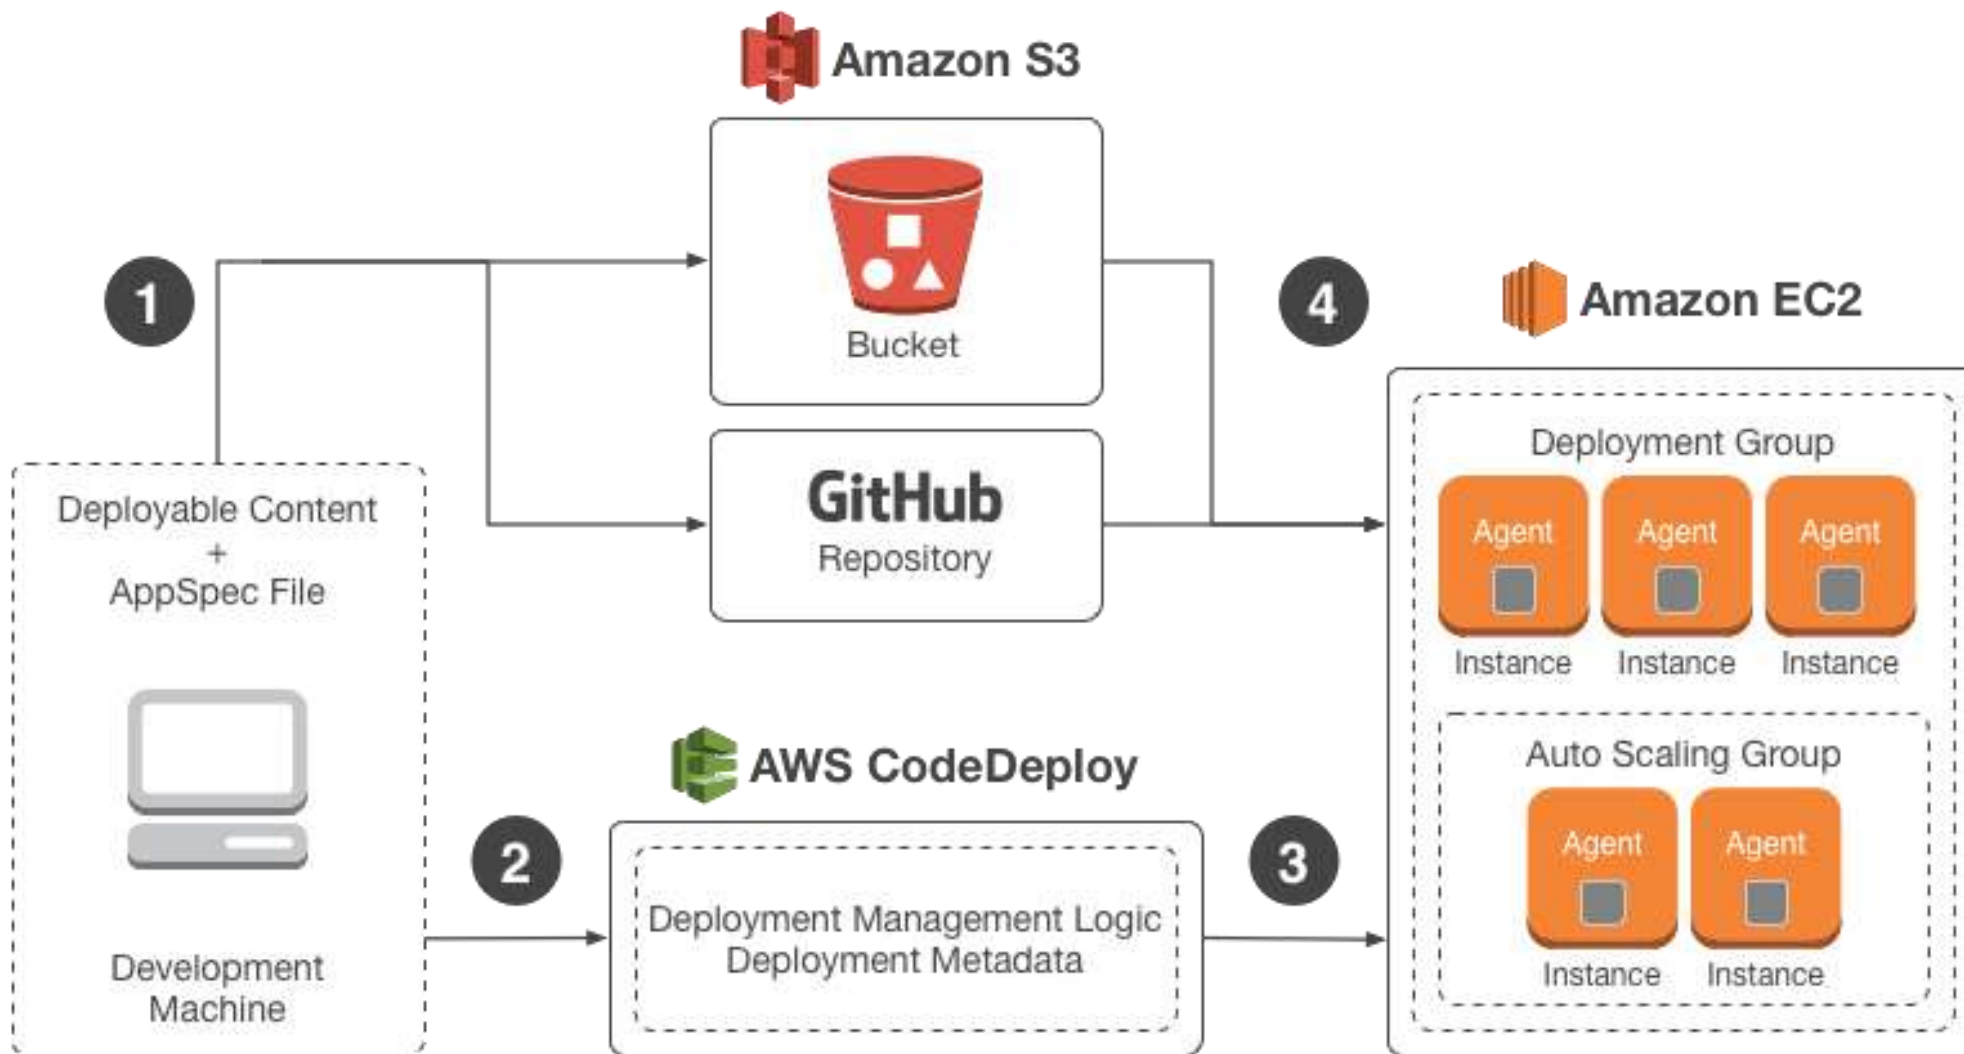 Amazon S3
Bucket
1
4
Amazon EC2
GitHub
Repository
Deployable Content
+
AppSpec File
Development
Machine
Deployment Group
Agent Agent Agent
Instance Instance Instance
AWS CodeDeploy
2
3
Deployment Management Logic
Deployment Metadata
Auto Scaling Group
Agent Agent
Instance Instance